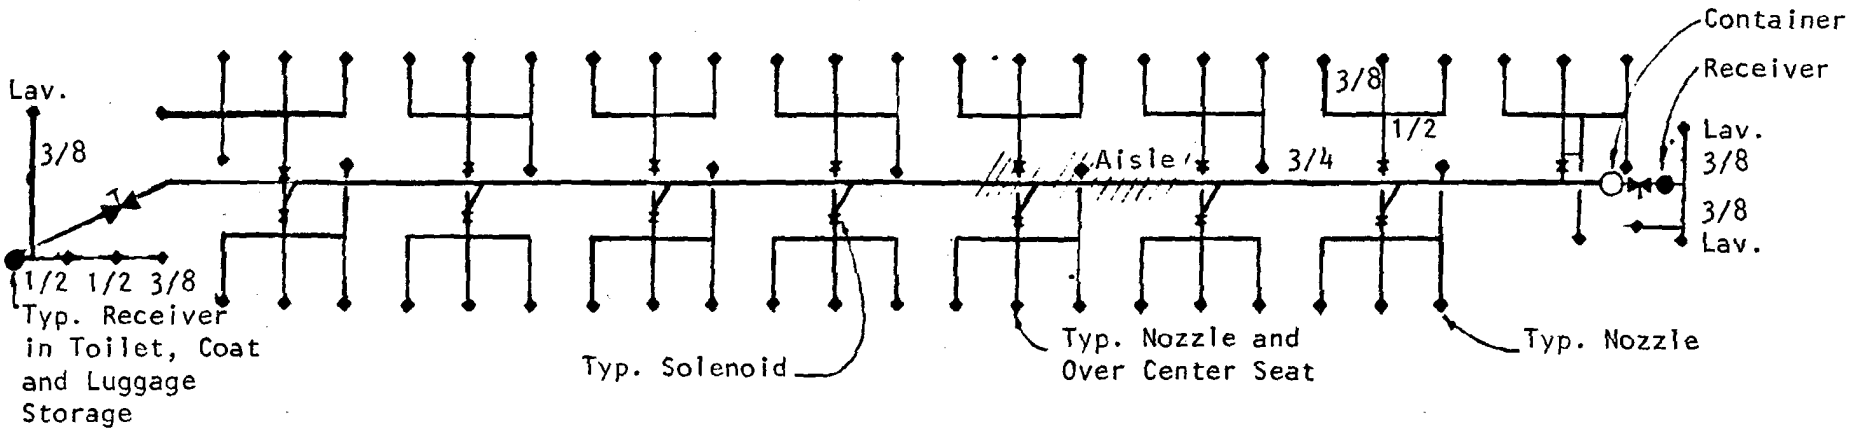 Container
Receiver
Lav.
3/8
3/8
1/2
Aisle
3/4
Lav.
3/8
3/8
Lav.
1/2 1/2 3/8
Typ. Receiver
in Toilet, Coat
and Luggage
Storage
Typ. Solenoid
Typ. Nozzle and
Over Center Seat
Typ. Nozzle